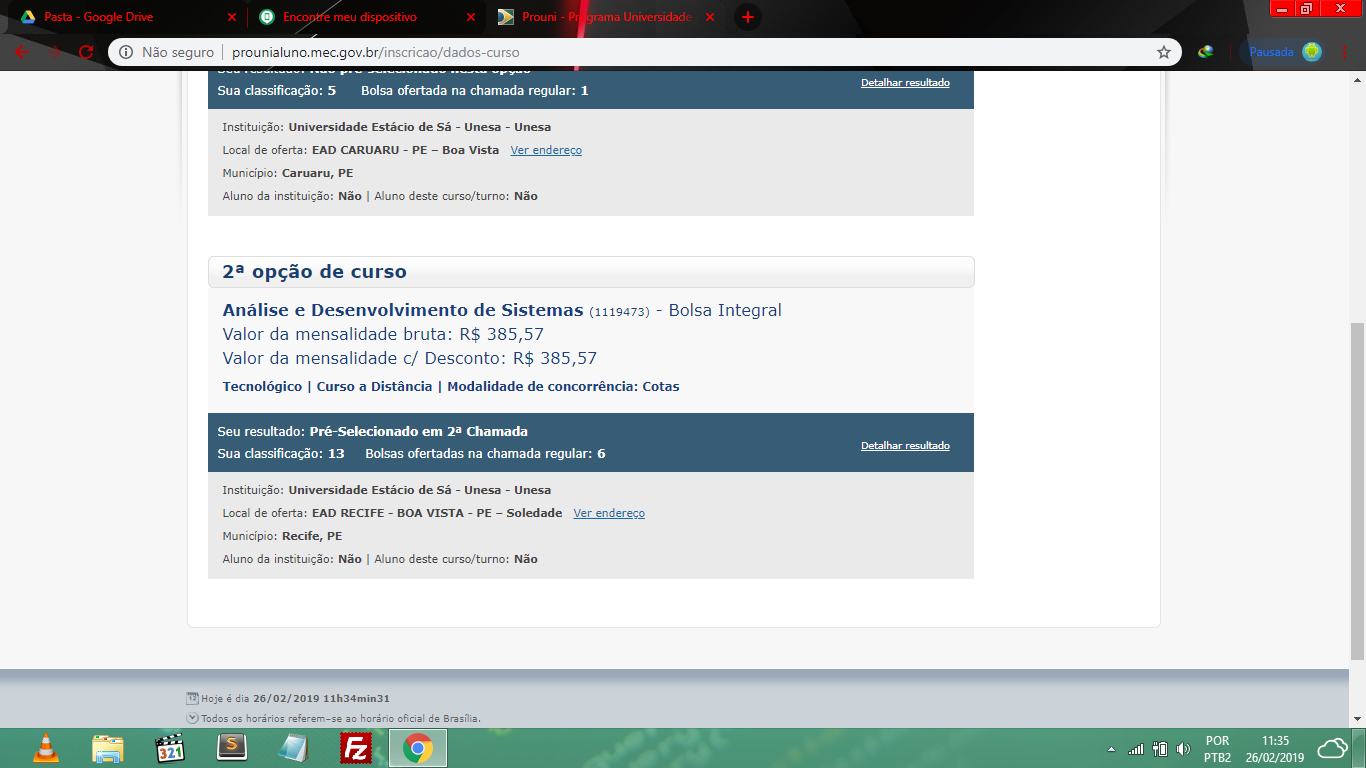 Pasta - Google Drive
Encontre meu dispositivo
Prouni - Programa Universidade
Não seguro | prounialuno.mec.gov.br/inscricao/dados-curso
Pausada
Seu resultado: Não pré-selecionado nesta opção
Sua classificação: 5 Bolsa ofertada na chamada regular: 1
Detalhar resultado
Instituição: Universidade Estácio de Sá - Unesa - Unesa
Local de oferta: EAD CARUARU - PE – Boa Vista Ver endereço
Município: Caruaru, PE
Aluno da instituição: Não | Aluno deste curso/turno: Não
2ª opção de curso
Análise e Desenvolvimento de Sistemas (1119473) - Bolsa Integral
Valor da mensalidade bruta: R$ 385,57
Valor da mensalidade c/ Desconto: R$ 385,57
Tecnológico | Curso a Distância | Modalidade de concorrência: Cotas
Seu resultado: Pré-Selecionado em 2ª Chamada
Sua classificação: 13 Bolsas ofertadas na chamada regular: 6
Detalhar resultado
Instituição: Universidade Estácio de Sá - Unesa - Unesa
Local de oferta: EAD RECIFE - BOA VISTA - PE – Soledade Ver endereço
Município: Recife, PE
Aluno da instituição: Não | Aluno deste curso/turno: Não
Hoje é dia 26/02/2019 11h34min31
Todos os horários referem-se ao horário oficial de Brasília.
321
S
Fz
POR
PTB2
11:35
26/02/2019